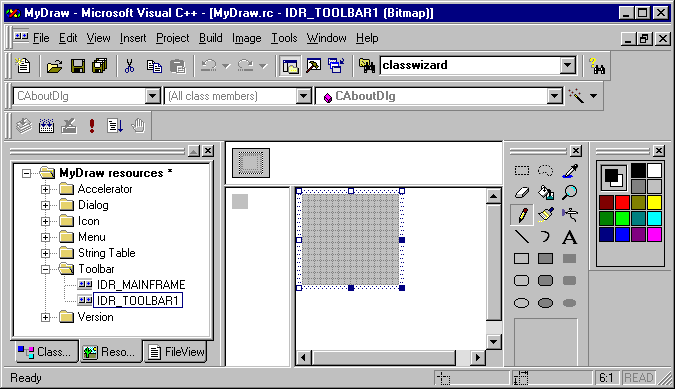 MyDraw - Microsoft Visual C++ - [MyDraw.rc - IDR_TOOLBAR1 (Bitmap)]
File Edit View Insert Project Build Image Tools Window Help
classwizard
CAboutDlg (All class members) CAboutDlg
MyDraw resources *
Accelerator
Dialog
Icon
Menu
String Table
Toolbar
IDR_MAINFRAME
IDR_TOOLBAR1
Version
A
Class... Reso... FileView
Ready 6:1 READ